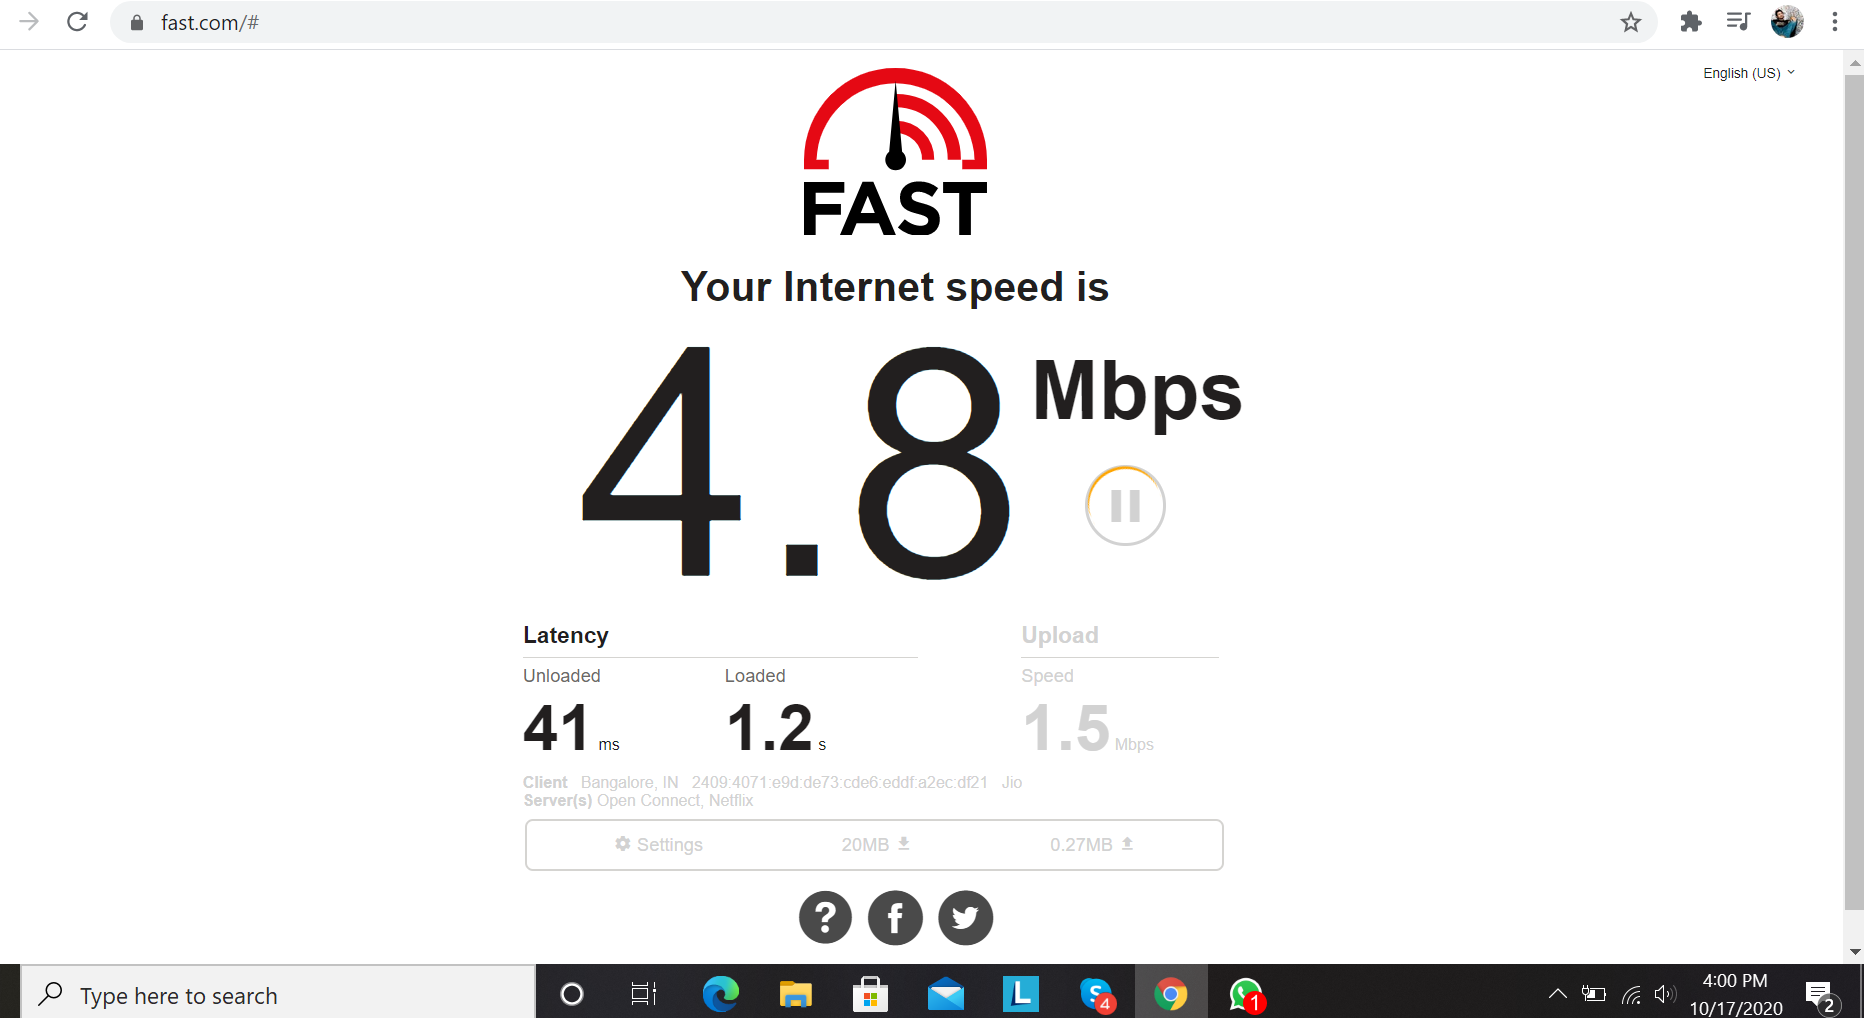 fast.com/#
English (US)
FAST
Your Internet speed is
4.8 Mbps
Latency Upload
Unloaded Loaded Speed
41 ms 1.2 s 1.5 Mbps
Client Bangalore, IN 2409:4071:e9d:de73:cde6:eddf:a2ec:df21 Jio
Server(s) Open Connect, Netflix
Settings 20MB 0.27MB
? f
Type here to search
L S 4 1
4:00 PM
10/17/2020
2